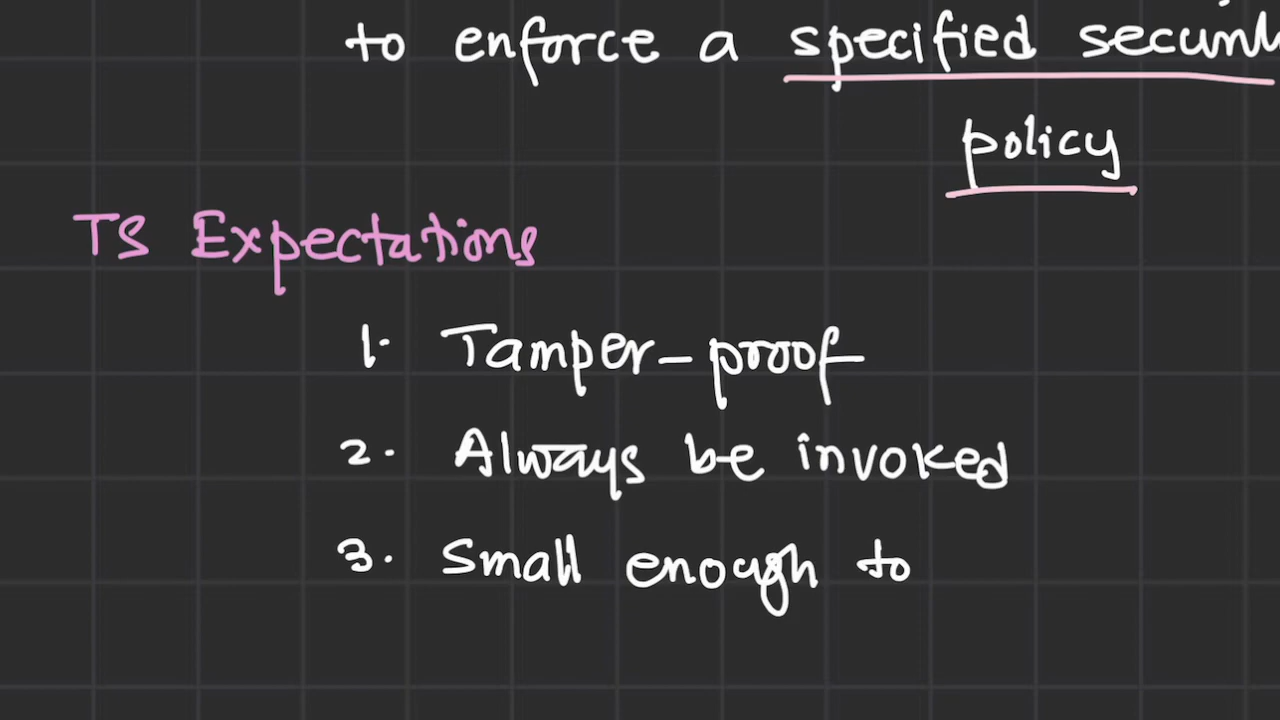 to enforce a specified
policy
TS Expectations
1. Tamper-proof
2. Always be invoked
3. Small enough to